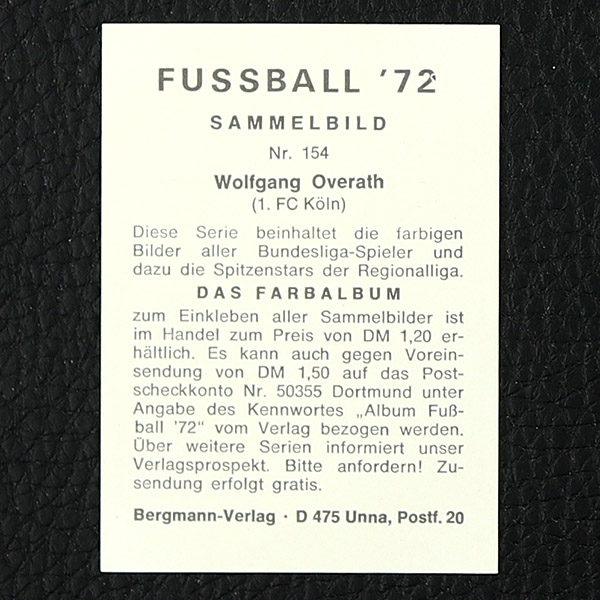 FUSSBALL '72
SAMMELBILD
Nr. 154
Wolfgang Overath
(1. FC Köln)
Diese Serie beinhaltet die farbigen
Bilder aller Bundesliga-Spieler und
dazu die Spitzenstars der Regionalliga.
DAS FARBALBUM
zum Einkleben aller Sammelbilder ist
im Handel zum Preis von DM 1,20 er-
hältlich. Es kann auch gegen Vorein-
sendung von DM 1,50 auf das Post-
scheckkonto Nr. 50355 Dortmund unter
Angabe des Kennwortes „Album Fuß-
ball '72" vom Verlag bezogen werden.
Über weitere Serien informiert unser
Verlagsprospekt. Bitte anfordern! Zu-
sendung erfolgt gratis.
Bergmann-Verlag · D 475 Unna, Postf. 20